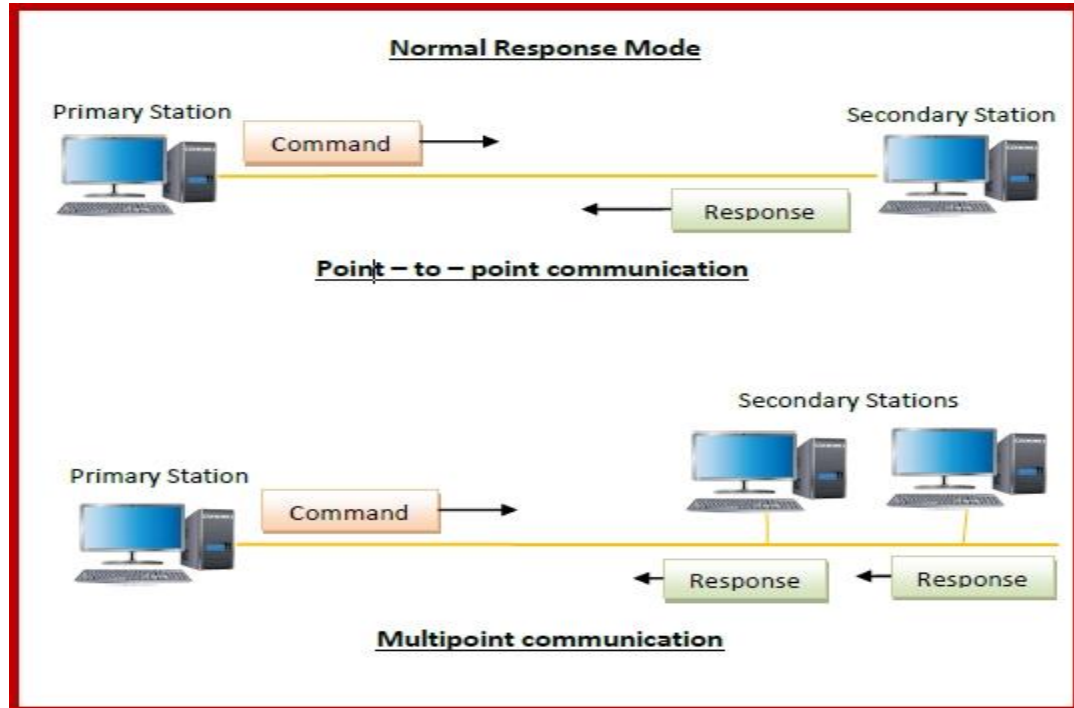 Normal Response Mode
Primary Station
Secondary Station
Command
Response
Point – to – point communication
Secondary Stations
Primary Station
Command
Response
Response
Multipoint communication